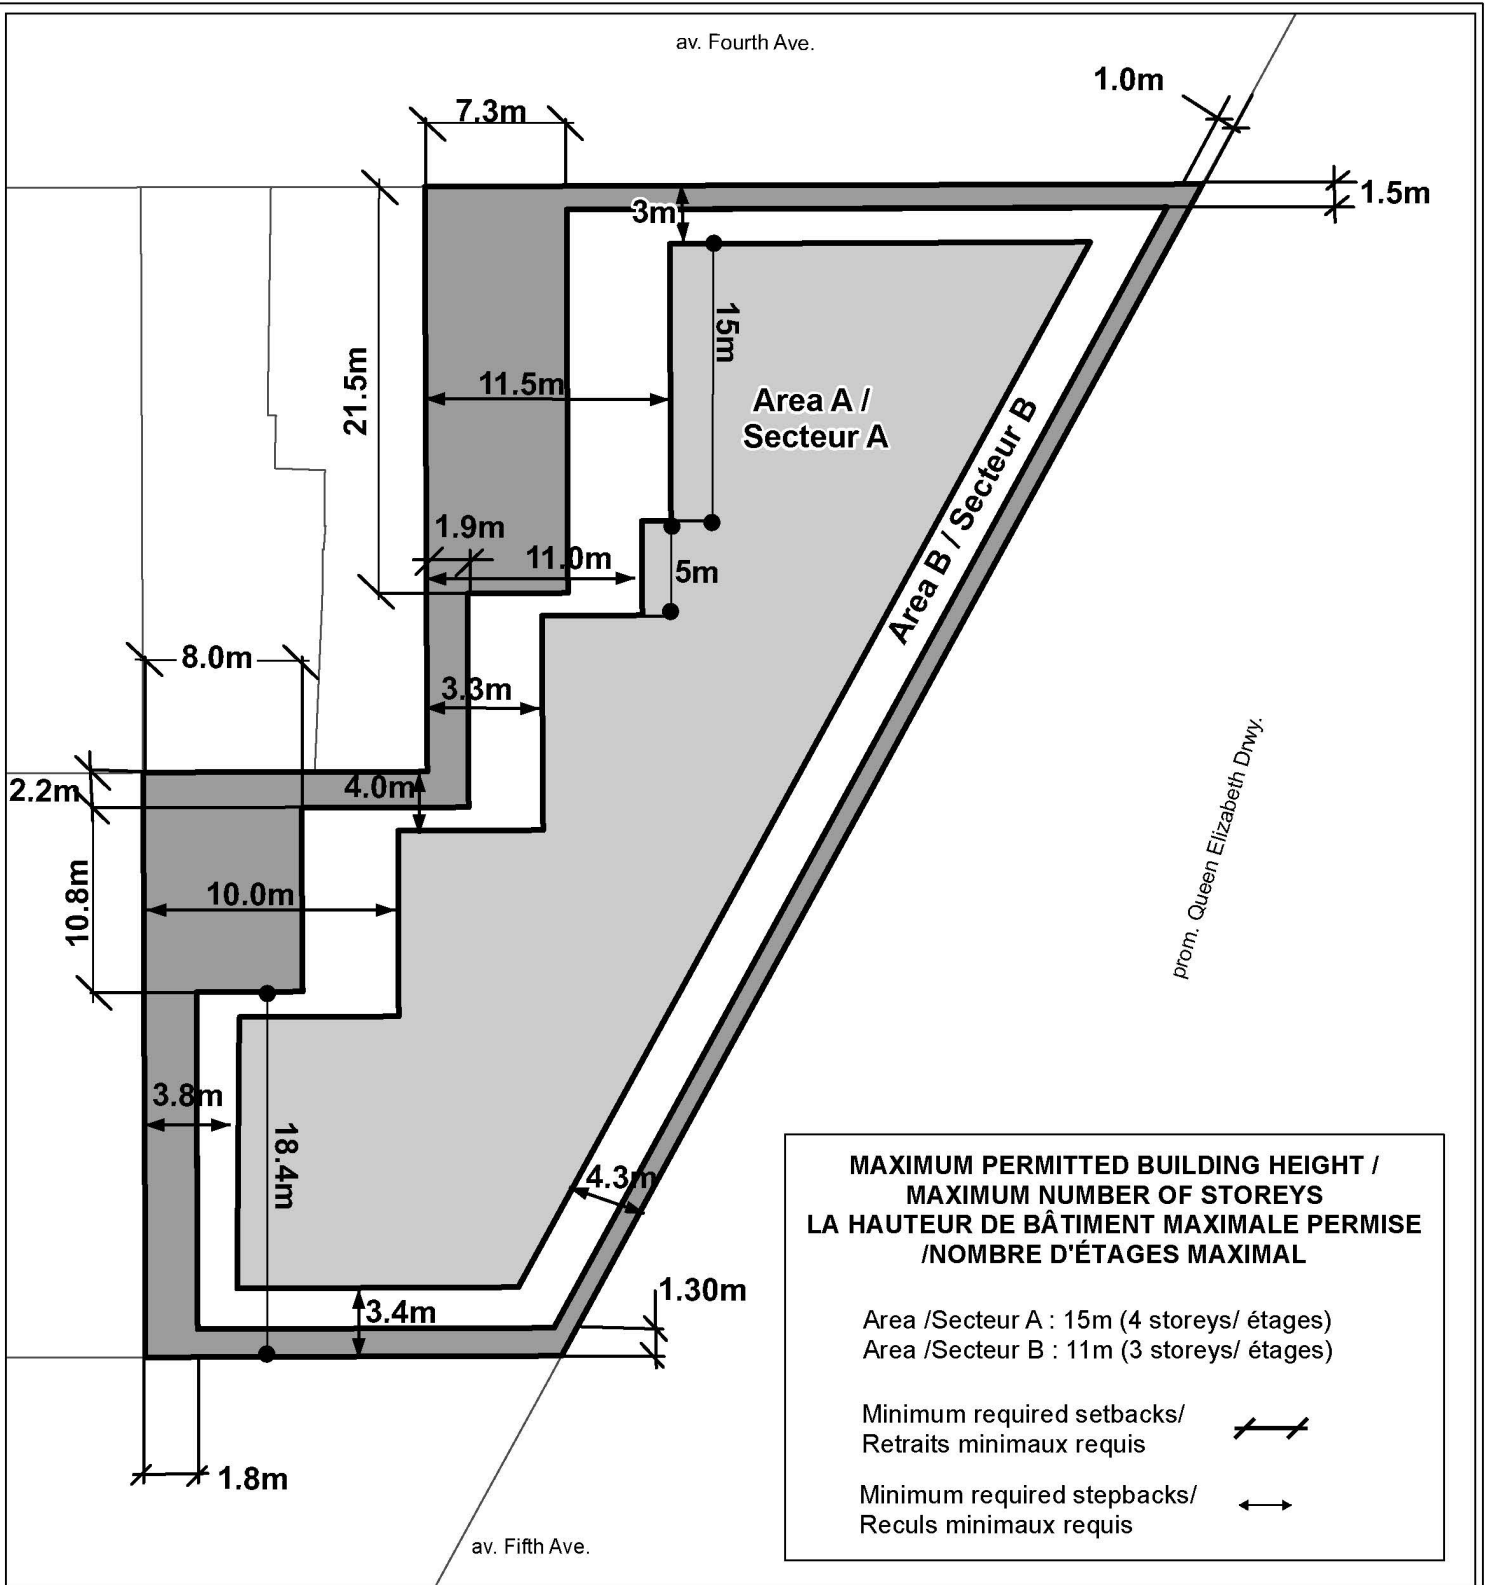 av. Fourth Ave.
1.0m
7.3m
1.5m
3m
15m
21.5m
11.5m
Area A /
Secteur A
Area B / Secteur B
1.9m
11.0m
5m
8.0m
3.3m
2.2m
4.0m
prom. Queen Elizabeth Drwy.
10.8m
10.0m
3.8m
18.4m
4.3m
1.30m
3.4m
1.8m
av. Fifth Ave.
MAXIMUM PERMITTED BUILDING HEIGHT /
MAXIMUM NUMBER OF STOREYS
LA HAUTEUR DE BÂTIMENT MAXIMALE PERMISE
/NOMBRE D'ÉTAGES MAXIMAL
Area /Secteur A : 15m (4 storeys/ étages)
Area /Secteur B : 11m (3 storeys/ étages)
Minimum required setbacks/
Retraits minimaux requis
Minimum required stepbacks/
Reculs minimaux requis